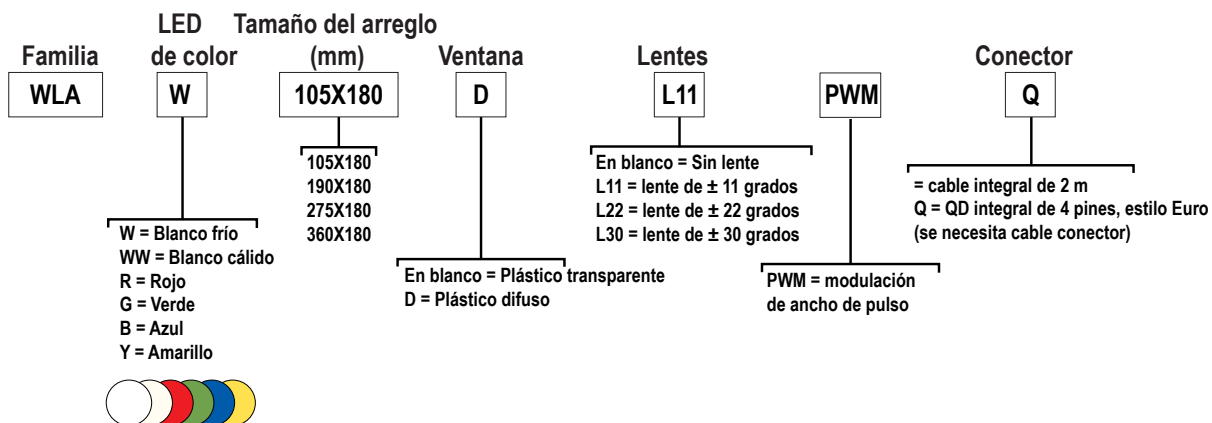 Familia
LED
de color
Tamaño del arreglo
(mm)
Ventana
Lentes
Conector
WLA
W
105X180
D
L11
PWM
Q
W = Blanco frío
WW = Blanco cálido
R = Rojo
G = Verde
B = Azul
Y = Amarillo
105X180
190X180
275X180
360X180
En blanco = Plástico transparente
D = Plástico difuso
En blanco = Sin lente
L11 = lente de ± 11 grados
L22 = lente de ± 22 grados
L30 = lente de ± 30 grados
PWM = modulación
de ancho de pulso
= cable integral de 2 m
Q = QD integral de 4 pines, estilo Euro
(se necesita cable conector)